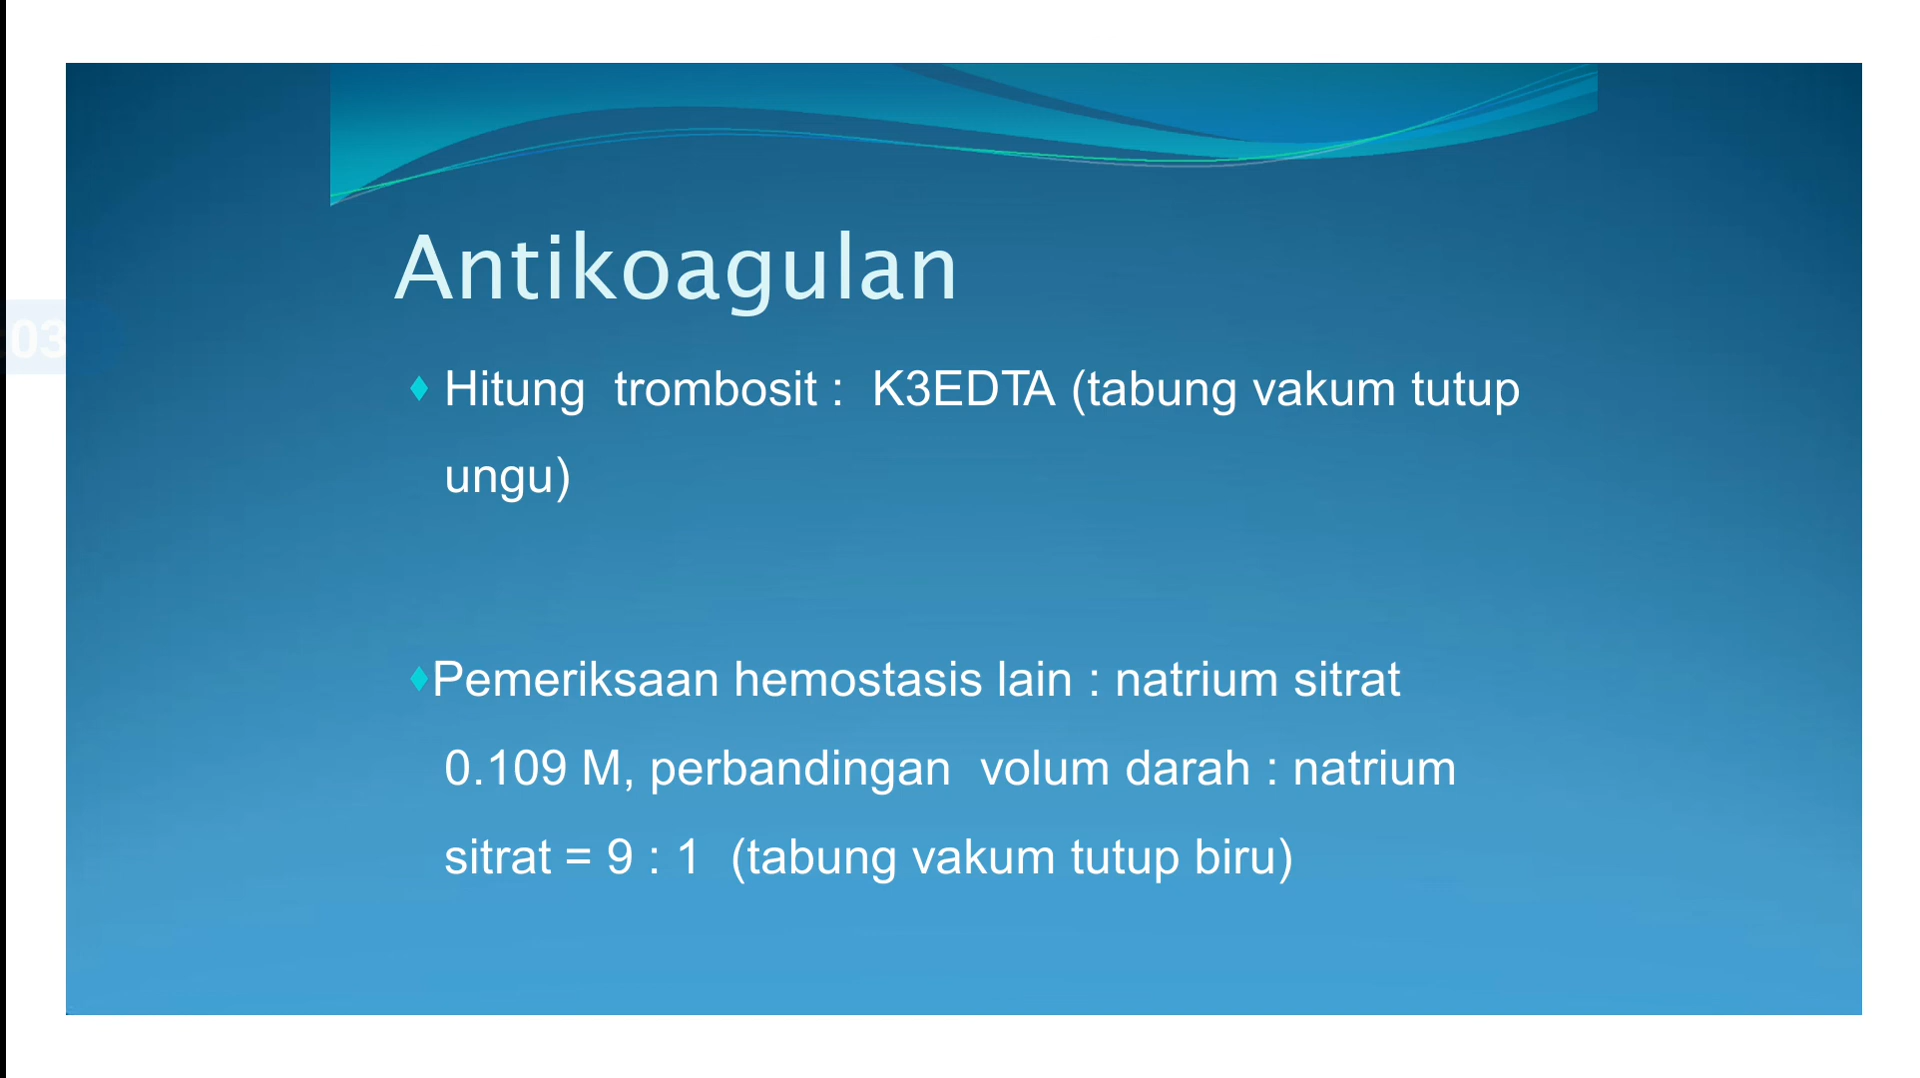 Antikoagulan
03
Hitung trombosit : K3EDTA (tabung vakum tutup
ungu)
Pemeriksaan hemostasis lain : natrium sitrat
0.109 M, perbandingan volum darah : natrium
sitrat = 9 : 1 (tabung vakum tutup biru)